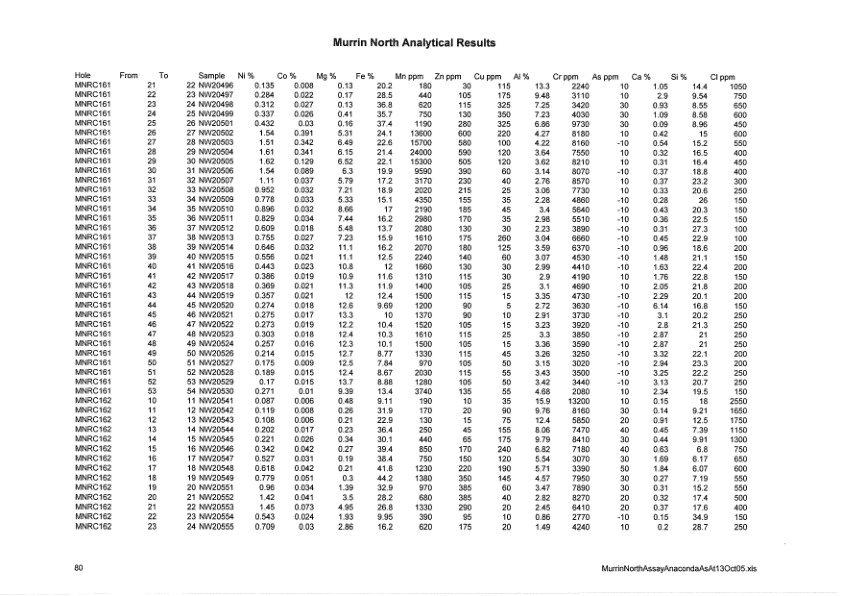 Murrin North Analytical Results
Hole From To Sample Ni % Co % Mg % Fe % Mn ppm Zn ppm Cu ppm Al % Cr ppm As ppm Ca % Si % Cl ppm
MNRC161 21 22 NW20496 0.135 0.008 0.13 20.2 180 30 115 13.3 2240 10 1.05 14.4 1050
MNRC161 22 23 NW20497 0.284 0.022 0.17 28.5 440 105 175 9.48 3110 10 2.9 9.54 750
MNRC161 23 24 NW20498 0.312 0.027 0.13 36.8 620 115 325 7.25 3420 30 0.93 8.55 650
MNRC161 24 25 NW20499 0.337 0.026 0.41 35.7 750 130 350 7.23 4030 30 1.09 8.58 600
MNRC161 25 26 NW20501 0.432 0.03 0.16 37.4 1190 280 325 6.86 9730 30 0.09 8.96 450
MNRC161 26 27 NW20502 1.54 0.391 5.31 24.1 13600 600 220 4.27 8180 10 0.42 15 600
MNRC161 27 28 NW20503 1.51 0.342 6.49 22.6 15700 580 100 4.22 8160 -10 0.54 15.2 550
MNRC161 28 29 NW20504 1.61 0.341 6.15 21.4 24000 590 120 3.64 7550 10 0.32 16.5 400
MNRC161 29 30 NW20505 1.62 0.129 6.52 22.1 15300 505 120 3.62 8210 10 0.31 16.4 450
MNRC161 30 31 NW20506 1.54 0.089 6.3 19.9 9590 390 60 3.14 8070 -10 0.37 18.8 400
MNRC161 31 32 NW20507 1.11 0.037 5.79 17.2 3170 230 40 2.76 8570 10 0.37 23.2 300
MNRC161 32 33 NW20508 0.952 0.032 7.21 18.9 2020 215 25 3.06 7730 10 0.33 20.6 250
MNRC161 33 34 NW20509 0.778 0.033 5.33 15.1 4350 155 35 2.28 4860 -10 0.28 26 150
MNRC161 34 35 NW20510 0.896 0.032 8.66 17 2190 185 45 3.4 5640 -10 0.43 20.3 150
MNRC161 35 36 NW20511 0.829 0.034 7.44 16.2 2980 170 35 2.98 5510 -10 0.36 22.5 150
MNRC161 36 37 NW20512 0.609 0.018 5.48 13.7 2080 130 30 2.23 3890 -10 0.31 27.3 100
MNRC161 37 38 NW20513 0.755 0.027 7.23 15.9 1610 175 260 3.04 6660 -10 0.45 22.9 100
MNRC161 38 39 NW20514 0.646 0.032 11.1 16.2 2070 180 125 3.59 6370 -10 0.96 18.6 200
MNRC161 39 40 NW20515 0.556 0.021 11.1 12.5 2240 140 60 3.07 4530 -10 1.48 21.1 150
MNRC161 40 41 NW20516 0.443 0.023 10.8 12 1660 130 30 2.99 4410 -10 1.63 22.4 200
MNRC161 41 42 NW20517 0.386 0.019 10.9 11.6 1310 115 30 2.9 4190 10 1.76 22.8 150
MNRC161 42 43 NW20518 0.369 0.021 11.3 11.9 1400 105 25 3.1 4690 10 2.05 21.8 200
MNRC161 43 44 NW20519 0.357 0.021 12 12.4 1500 115 15 3.35 4730 -10 2.29 20.1 200
MNRC161 44 45 NW20520 0.274 0.018 12.6 9.69 1200 90 5 2.72 3630 -10 6.14 16.8 150
MNRC161 45 46 NW20521 0.275 0.017 13.3 10 1370 90 10 2.91 3730 -10 3.1 20.2 250
MNRC161 46 47 NW20522 0.273 0.019 12.2 10.4 1520 105 15 3.23 3920 -10 2.8 21.3 250
MNRC161 47 48 NW20523 0.303 0.018 12.4 10.3 1610 115 25 3.3 3850 -10 2.87 21 250
MNRC161 48 49 NW20524 0.257 0.016 12.3 10.1 1500 105 15 3.36 3590 -10 2.87 21 250
MNRC161 49 50 NW20526 0.214 0.015 12.7 8.77 1330 115 45 3.26 3250 -10 3.32 22.1 200
MNRC161 50 51 NW20527 0.175 0.009 12.5 7.84 970 105 50 3.15 3020 -10 2.94 23.3 200
MNRC161 51 52 NW20528 0.189 0.015 12.4 8.67 2030 115 55 3.43 3500 -10 3.25 22.2 250
MNRC161 52 53 NW20529 0.17 0.015 13.7 8.88 1280 105 50 3.42 3440 -10 3.13 20.7 250
MNRC161 53 54 NW20530 0.271 0.01 9.39 13.4 3740 135 55 4.68 2080 10 2.34 19.5 150
MNRC162 10 11 NW20541 0.087 0.006 0.48 9.11 190 10 35 15.9 13200 10 0.15 18 2550
MNRC162 11 12 NW20542 0.119 0.008 0.26 31.9 170 20 90 9.76 8160 30 0.14 9.21 1650
MNRC162 12 13 NW20543 0.108 0.006 0.21 22.9 130 15 75 12.4 5850 20 0.91 12.5 1750
MNRC162 13 14 NW20544 0.202 0.017 0.23 36.4 250 45 155 8.06 7470 40 0.45 7.39 1150
MNRC162 14 15 NW20545 0.221 0.026 0.34 30.1 440 65 175 9.79 8410 30 0.44 9.91 1300
MNRC162 15 16 NW20546 0.342 0.042 0.27 39.4 850 170 240 6.82 7180 40 0.63 6.8 750
MNRC162 16 17 NW20547 0.527 0.031 0.19 38.4 750 150 120 5.54 3070 30 1.69 6.17 650
MNRC162 17 18 NW20548 0.618 0.042 0.21 41.8 1230 220 190 5.71 3390 50 1.84 6.07 600
MNRC162 18 19 NW20549 0.779 0.051 0.3 44.2 1380 350 145 4.57 7950 30 0.27 7.19 550
MNRC162 19 20 NW20551 0.96 0.034 1.39 32.9 970 385 60 3.47 7890 30 0.31 15.2 550
MNRC162 20 21 NW20552 1.42 0.041 3.5 28.2 680 385 40 2.82 8270 20 0.32 17.4 500
MNRC162 21 22 NW20553 1.45 0.073 4.95 26.8 1330 290 20 2.45 6410 20 0.37 17.6 400
MNRC162 22 23 NW20554 0.543 0.024 1.93 9.95 390 95 10 0.86 2770 -10 0.15 34.9 150
MNRC162 23 24 NW20555 0.709 0.03 2.86 16.2 620 175 20 1.49 4240 10 0.2 28.7 250
80 MurrinNorthAssayAnacondaAsAt13Oct05.xls